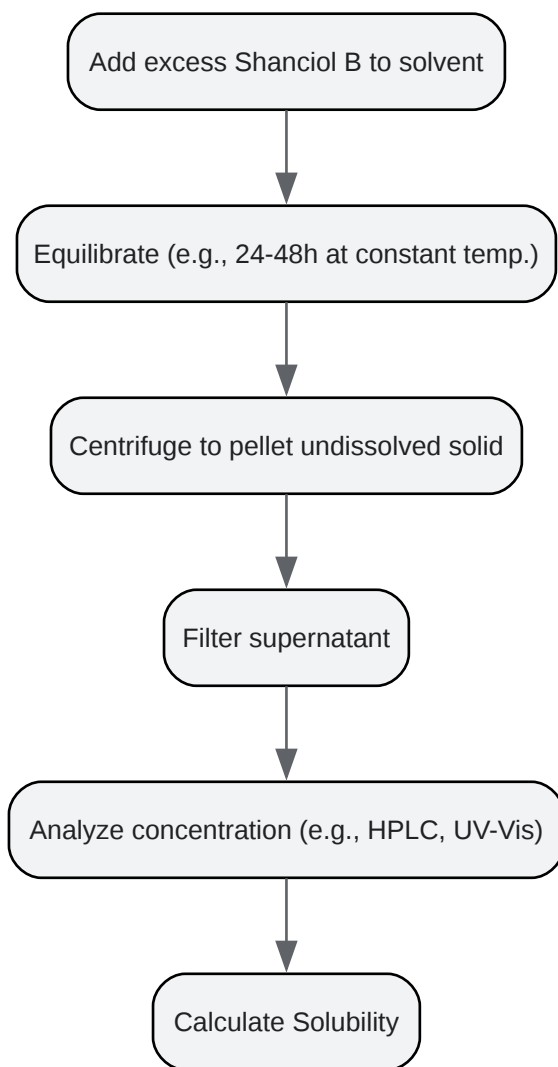 Add excess Shanciol B to solvent
Equilibrate (e.g., 24-48h at constant temp.)
Centrifuge to pellet undissolved solid
Filter supernatant
Analyze concentration (e.g., HPLC, UV-Vis)
Calculate Solubility